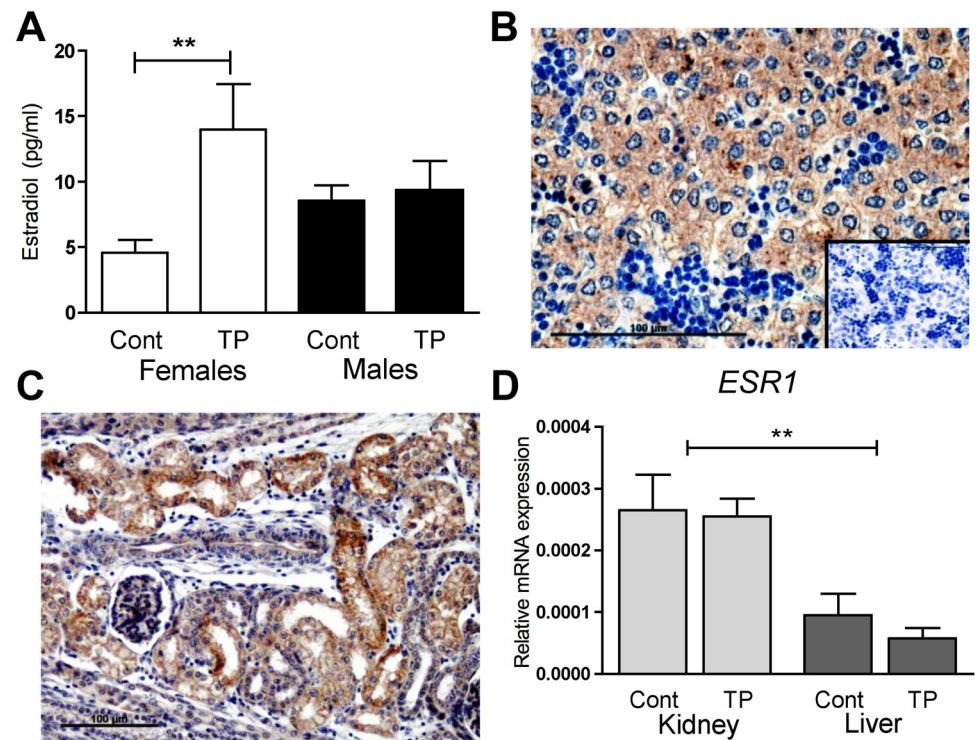 A
20
15
10
5
0
Estradiol (pg/ml)
**
Cont TP Cont TP
Females Males
B
100 µm
C
100 µm
D
ESR1
0.0004
0.0003
0.0002
0.0001
0.0000
Relative mRNA expression
**
Cont TP Cont TP
Kidney Liver